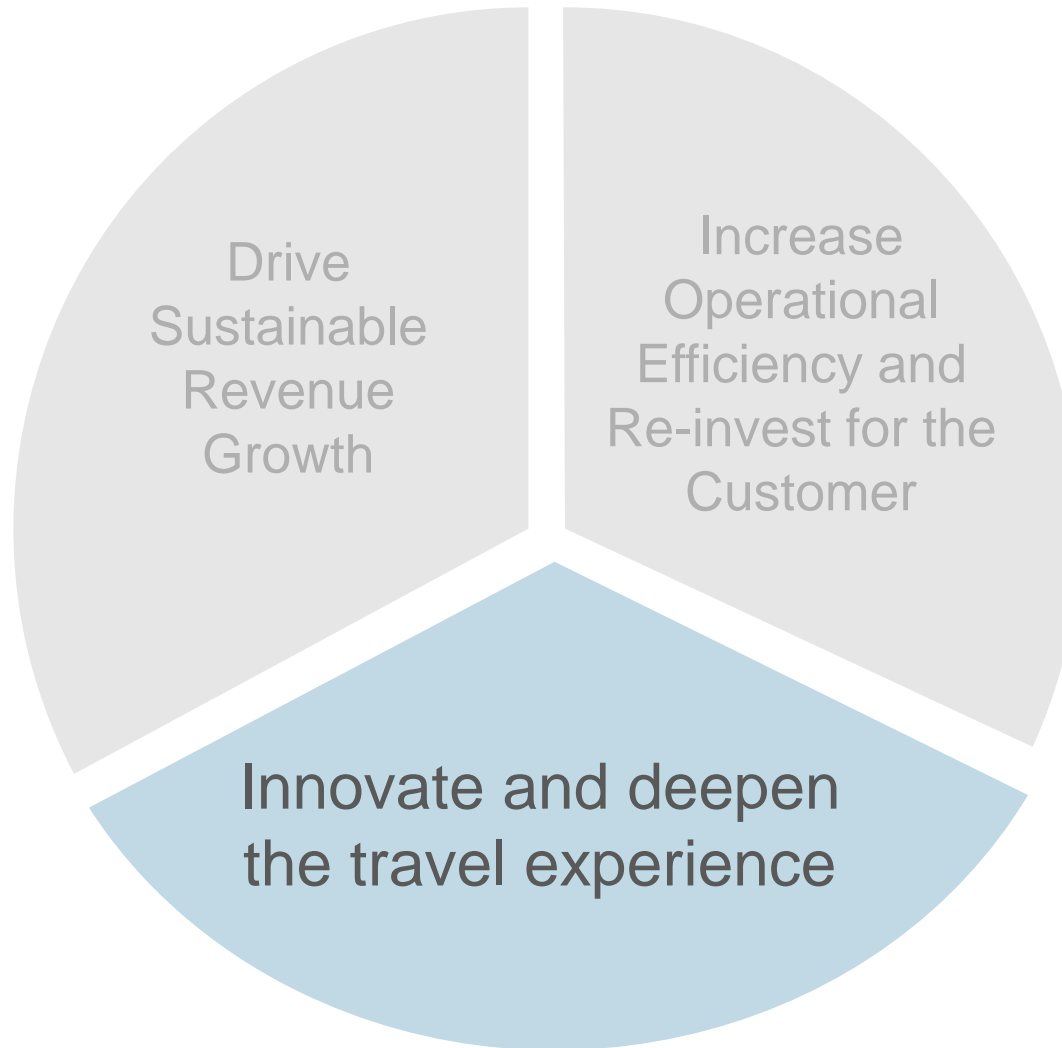 Drive
Sustainable
Revenue
Growth
Increase
Operational
Efficiency and
Re-invest for the
Customer
Innovate and deepen
the travel experience